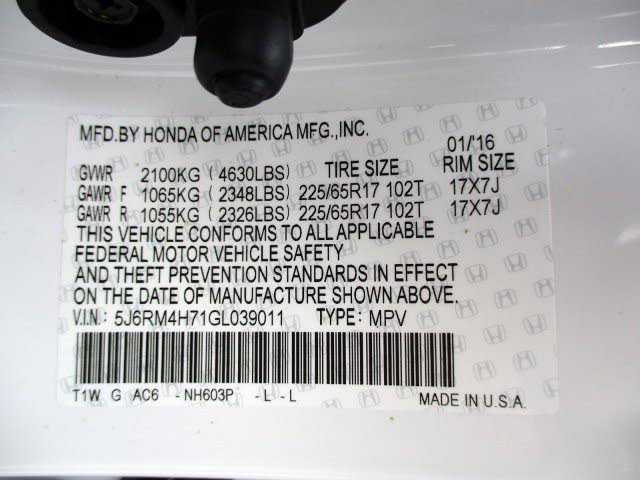 MFD.BY HONDA OF AMERICA MFG.,INC.
01/'16
GVWR 2100KG (4630LBS) TIRE SIZE RIM SIZE
GAWR F 1065KG (2348LBS) 225/65R17 102T 17X7J
GAWR R 1055KG (2326LBS) 225/65R17 102T 17X7J
THIS VEHICLE CONFORMS TO ALL APPLICABLE
FEDERAL MOTOR VEHICLE SAFETY
AND THEFT PREVENTION STANDARDS IN EFFECT
ON THE DATE OF MANUFACTURE SHOWN ABOVE.
V.I.N: 5J6RM4H71GL039011 TYPE: MPV
T1W G AC6 - NH603P - L - L MADE IN U.S.A.